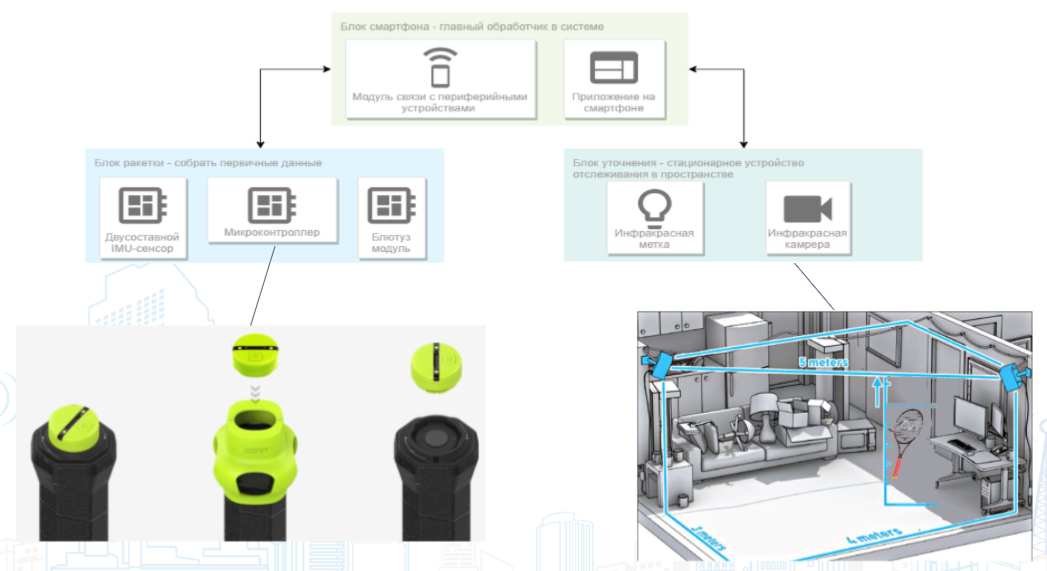 Блок смартфона - главный обработчик в системе
Модуль связи с периферийными
устройствами
Приложение на
смартфоне
Блок ракетки - собрать первичные данные
Двусоставной
IMU-сенсор
Микроконтроллер
Блютуз
модуль
Блок уточнения - стационарное устройство
отслеживания в пространстве
Инфракрасная
метка
Инфракрасная
камрера
5 meters
3 meters
4 meters